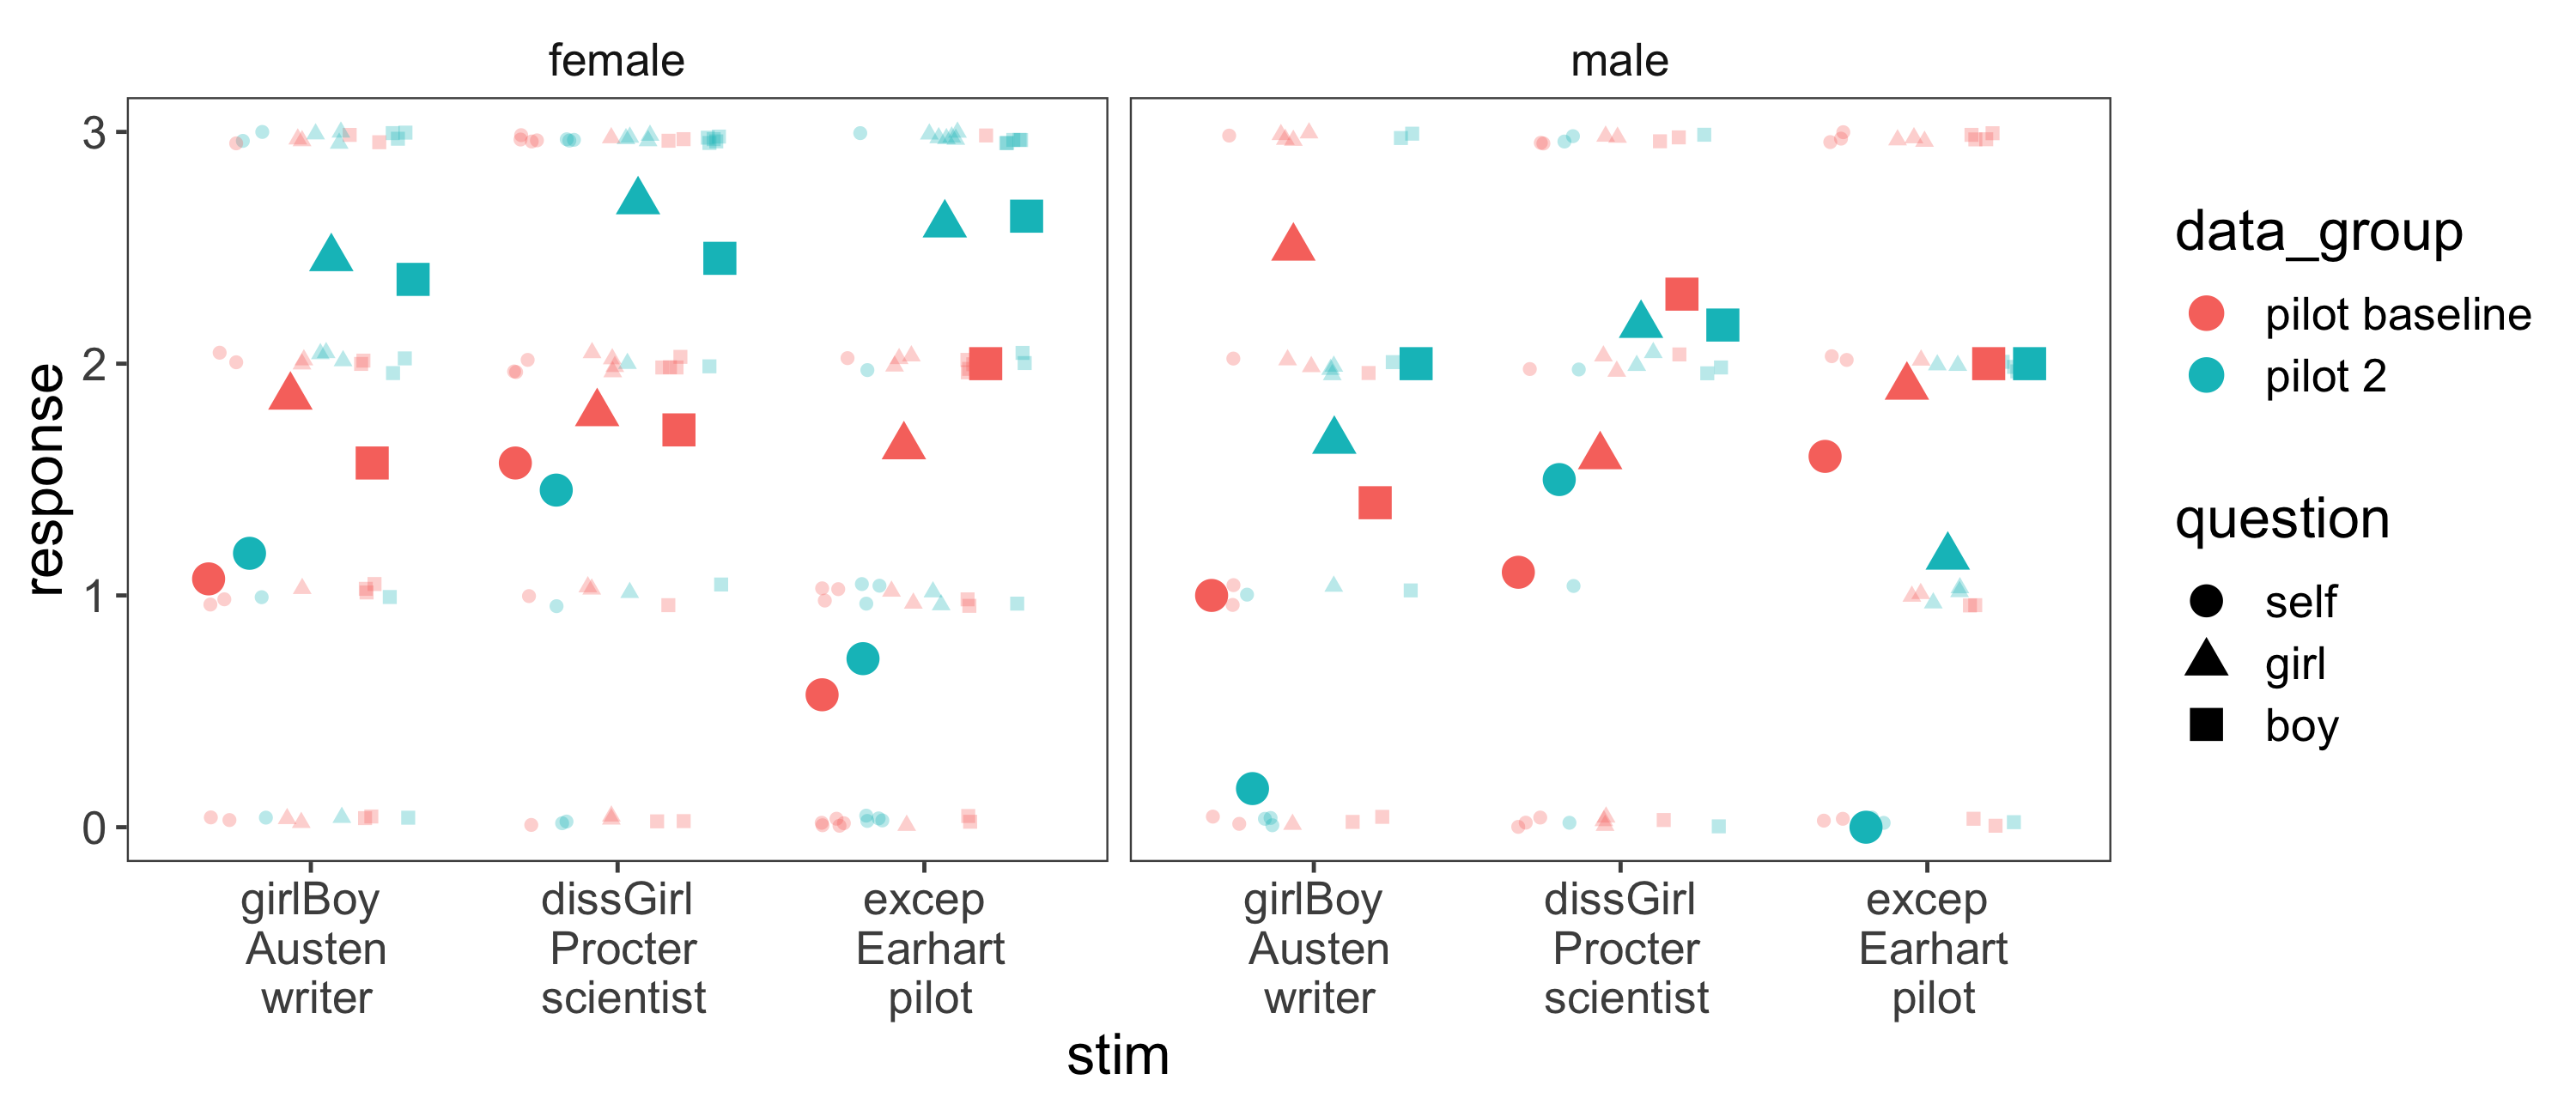 female
male
3
2
1
0
response
girlBoy
Austen
writer
dissGirl
Procter
scientist
excep
Earhart
pilot
girlBoy
Austen
writer
dissGirl
Procter
scientist
excep
Earhart
pilot
stim
data_group
pilot baseline
pilot 2
question
self
girl
boy